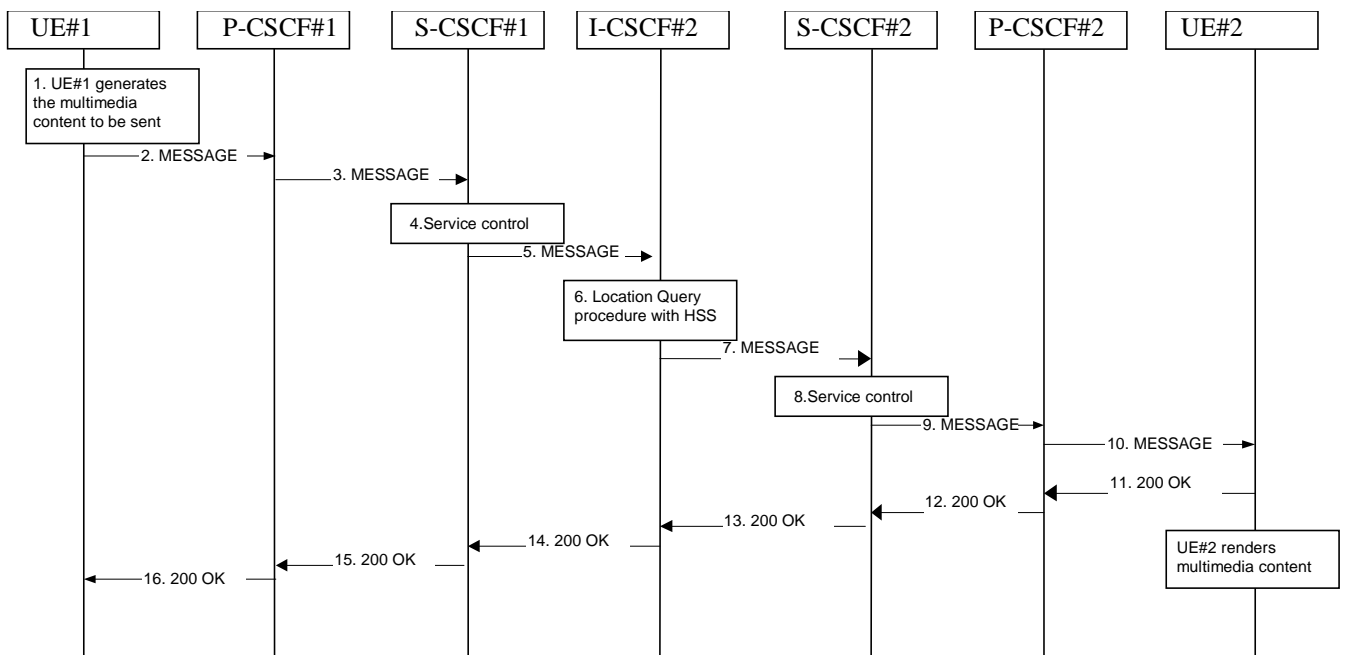 UE#1
P-CSCF#1
S-CSCF#1
I-CSCF#2
S-CSCF#2
P-CSCF#2
UE#2
1. UE#1 generates
the multimedia
content to be sent
2. MESSAGE
3. MESSAGE
4.Service control
5. MESSAGE
6. Location Query
procedure with HSS
7. MESSAGE
8.Service control
9. MESSAGE
10. MESSAGE
11. 200 OK
12. 200 OK
13. 200 OK
14. 200 OK
15. 200 OK
16. 200 OK
UE#2 renders
multimedia content